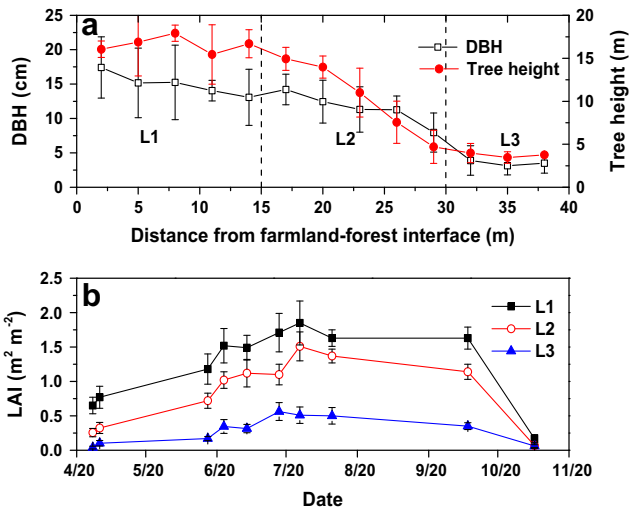 a
DBH
Tree height
L1
L2
L3
DBH (cm)
25
20
15
10
5
0
Tree height (m)
20
15
10
5
0
0 5 10 15 20 25 30 35 40
Distance from farmland-forest interface (m)
b
L1
L2
L3
LAI (m² m⁻²)
2.5
2.0
1.5
1.0
0.5
0.0
4/20 5/20 6/20 7/20 8/20 9/20 10/20 11/20
Date